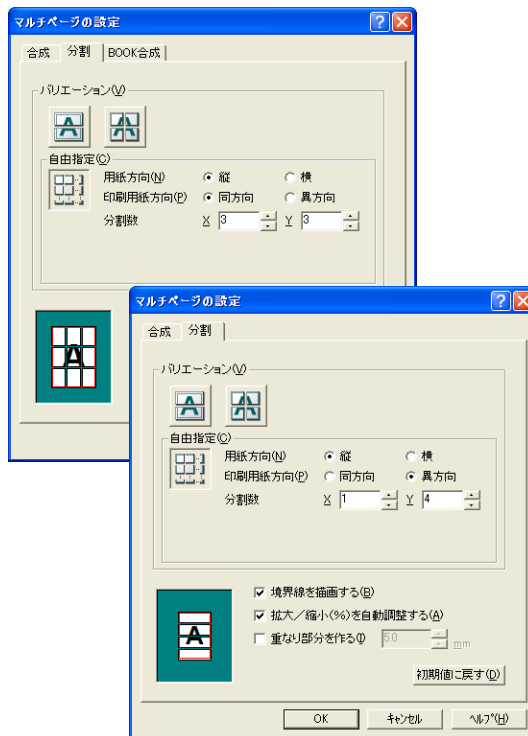 マルチページの設定
合成 分割 BOOK合成
バリエーション(V)
A A
自由指定(C)
用紙方向(N) 縦 横
印刷用紙方向(P) 同方向 異方向
分割数 X 3 Y 3
A
マルチページの設定
合成 分割
バリエーション(V)
A A
自由指定(C)
用紙方向(N) 縦 横
印刷用紙方向(P) 同方向 異方向
分割数 X 1 Y 4
A
境界線を描画する(B)
拡大/縮小(%)を自動調整する(A)
重なり部分を作る(I) 5.0 mm
初期値に戻す(D)
OK キャンセル ヘルプ(H)